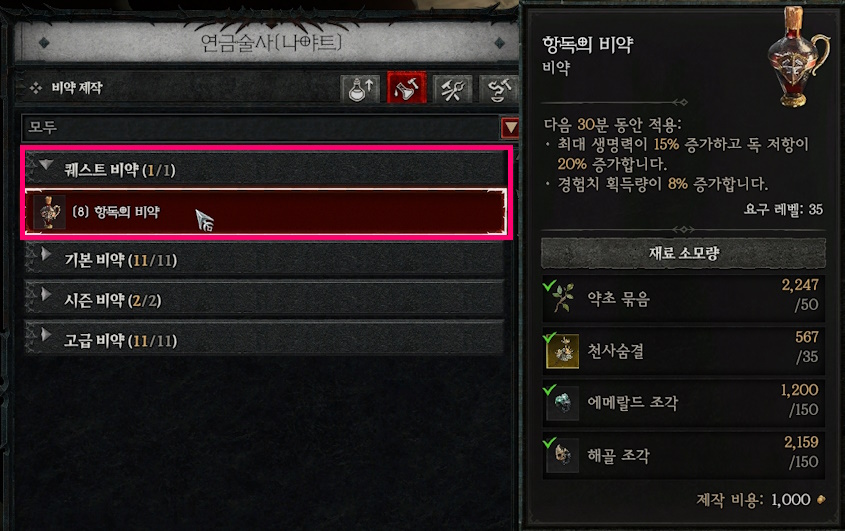 연금술사[나야트]
비약 제작
모두
퀘스트 비약 (1/1)
[8] 항독의 비약
기본 비약 (11/11)
시즌 비약 (2/2)
고급 비약 (11/11)
항독의 비약
비약
다음 30분 동안 적용:
· 최대 생명력이 15% 증가하고 독 저항이
20% 증가합니다.
· 경험치 획득량이 8% 증가합니다.
요구 레벨: 35
재료 소모량
약초 묶음 2,247
/50
천사숨결 567
/35
에메랄드 조각 1,200
/150
해골 조각 2,159
/150
제작 비용: 1,000